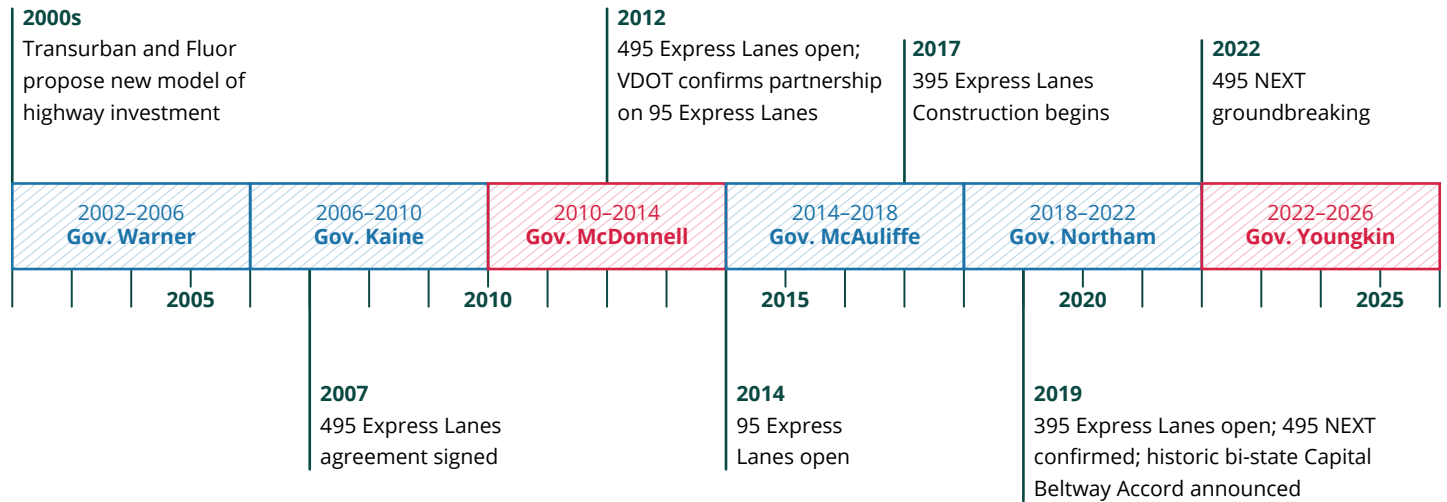 2000s
Transurban and Fluor
propose new model of
highway investment
2012
495 Express Lanes open;
VDOT confirms partnership
on 95 Express Lanes
2017
395 Express Lanes
Construction begins
2022
495 NEXT
groundbreaking
2002–2006
Gov. Warner
2006–2010
Gov. Kaine
2010–2014
Gov. McDonnell
2014–2018
Gov. McAuliffe
2018–2022
Gov. Northam
2022–2026
Gov. Youngkin
2005
2010
2015
2020
2025
2007
495 Express Lanes
agreement signed
2014
95 Express
Lanes open
2019
395 Express Lanes open; 495 NEXT
confirmed; historic bi-state Capital
Beltway Accord announced